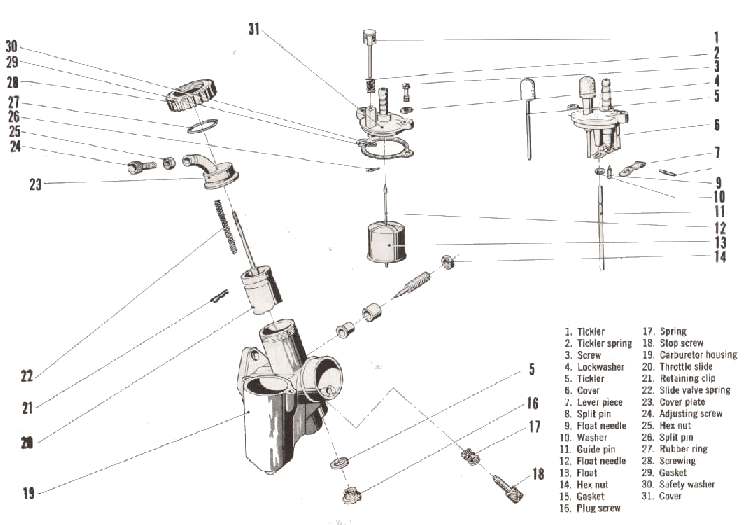 31
1
2
3
4
5
6
7
9
10
11
12
13
14
30
29
28
27
26
25
24
23
22
21
20
19
5
16
17
18
1. Tickler
2. Tickler spring
3. Screw
4. Lockwasher
5. Tickler
6. Cover
7. Lever piece
8. Split pin
9. Float needle
10. Washer
11. Guide pin
12. Float needle
13. Float
14. Hex nut
15. Gasket
16. Plug screw
17. Spring
18. Stop screw
19. Carburetor housing
20. Throttle slide
21. Retaining clip
22. Slide valve spring
23. Cover plate
24. Adjusting screw
25. Hex nut
26. Split pin
27. Rubber ring
28. Screwing
29. Gasket
30. Safety washer
31. Cover